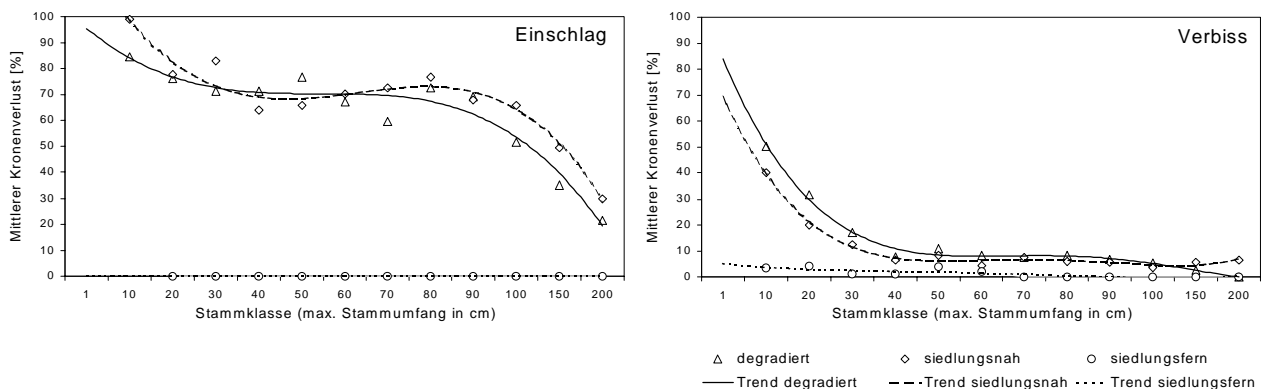 Einschlag
Mittlerer Kronenverlust [%]
100
90
80
70
60
50
40
30
20
10
0
1 10 20 30 40 50 60 70 80 90 100 150 200
Stammklasse (max. Stammumfang in cm)
Verbiss
Mittlerer Kronenverlust [%]
100
90
80
70
60
50
40
30
20
10
0
1 10 20 30 40 50 60 70 80 90 100 150 200
Stammklasse (max. Stammumfang in cm)
degradiert siedlungsnah siedlungsfern
Trend degradiert Trend siedlungsnah Trend siedlungsfern